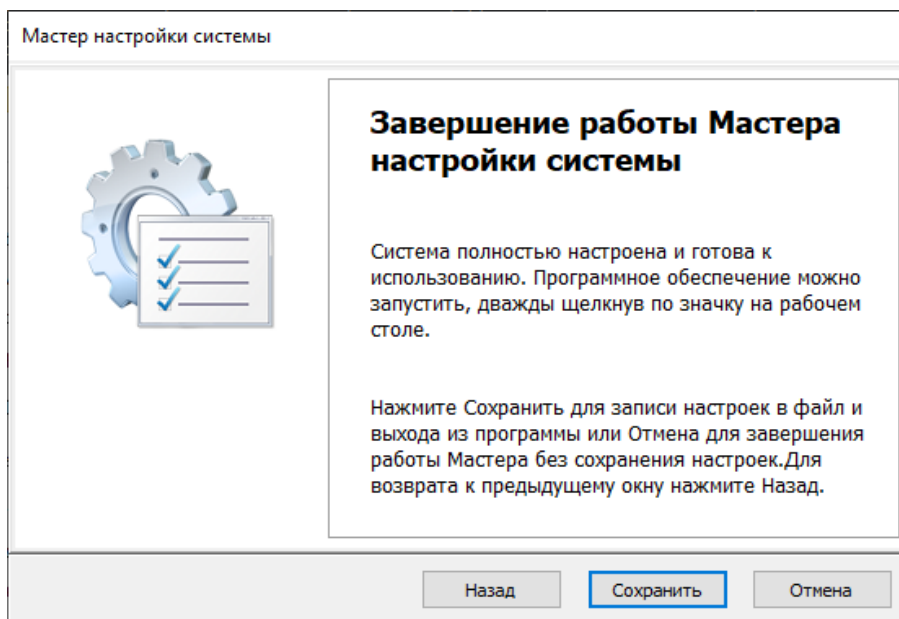 Мастер настройки системы
Завершение работы Мастера
настройки системы
Система полностью настроена и готова к
использованию. Программное обеспечение можно
запустить, дважды щелкнув по значку на рабочем
столе.
Нажмите Сохранить для записи настроек в файл и
выхода из программы или Отмена для завершения
работы Мастера без сохранения настроек.Для
возврата к предыдущему окну нажмите Назад.
Назад
Сохранить
Отмена